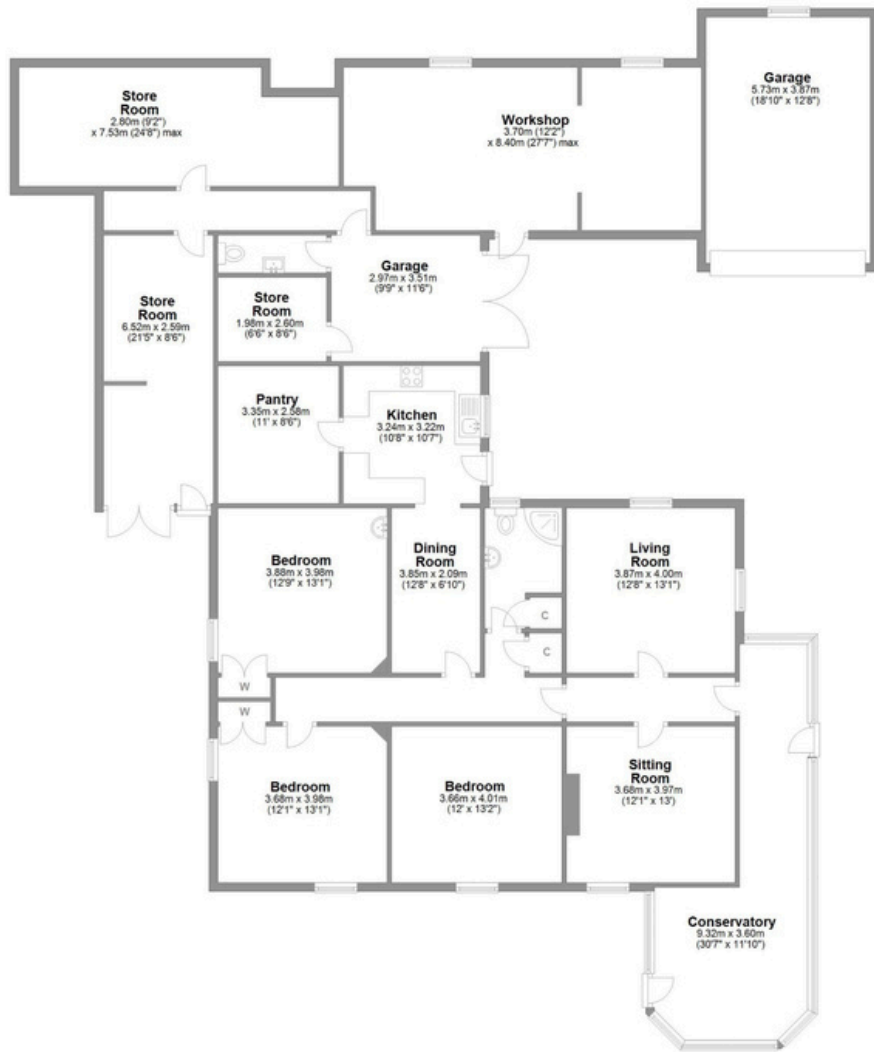 Store
Room
2.80m (9'2")
x 7.53m (24'8") max
Workshop
3.70m (12'2")
x 8.40m (27'7") max
Garage
5.73m x 3.87m
(18'10" x 12'8")
Garage
2.97m x 3.51m
(9'9" x 11'6")
Store
Room
6.52m x 2.59m
(21'5" x 8'6")
Store
Room
1.98m x 2.60m
(6'6" x 8'6")
Pantry
3.35m x 2.58m
(11' x 8'6")
Kitchen
3.24m x 3.22m
(10'8" x 10'7")
Bedroom
3.88m x 3.98m
(12'9" x 13'1")
Dining
Room
3.85m x 2.09m
(12'8" x 6'10")
Living
Room
3.87m x 4.00m
(12'8" x 13'1")
C
C
W
W
Bedroom
3.68m x 3.98m
(12'1" x 13'1")
Bedroom
3.66m x 4.01m
(12' x 13'2")
Sitting
Room
3.68m x 3.97m
(12'1" x 13')
Conservatory
9.32m x 3.60m
(30'7" x 11'10")